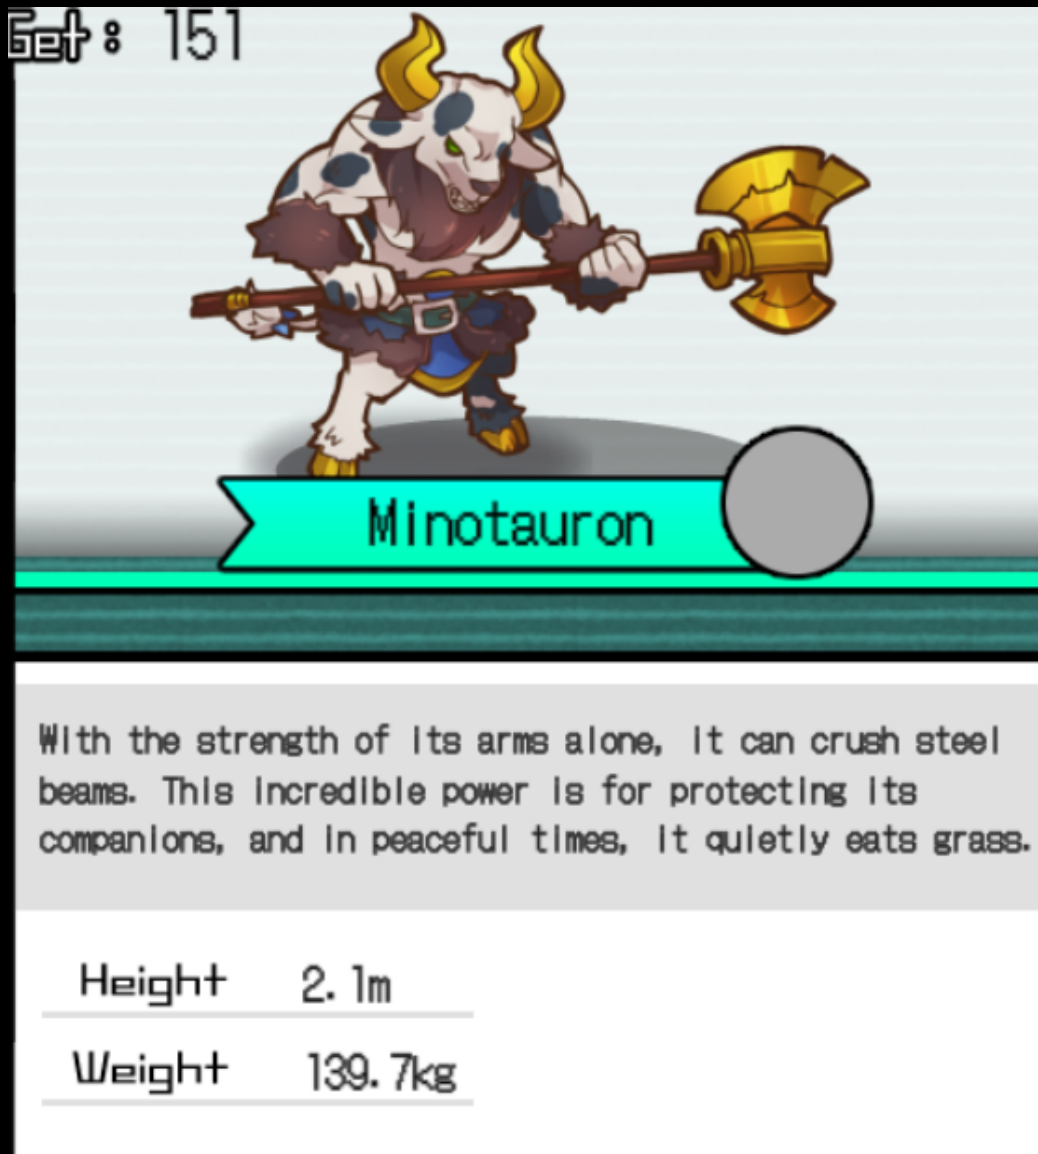 Get: 151
Minotauron
With the strength of its arms alone, it can crush steel
beams. This incredible power is for protecting its
companions, and in peaceful times, it quietly eats grass.
Height 2.1m
Weight 139.7kg